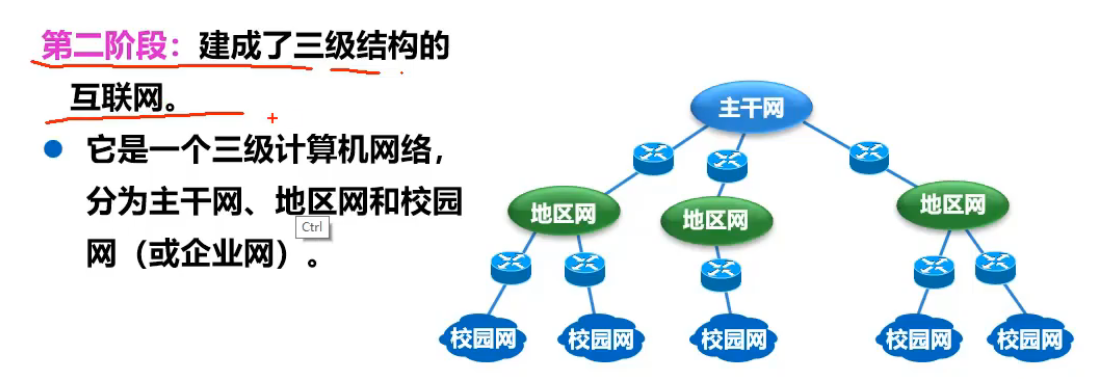 第二阶段：建成了三级结构的
互联网。
● 它是一个三级计算机网络，
分为主干网、地区网和校园
网（或企业网）。
Ctrl
主干网
地区网
地区网
地区网
校园网
校园网
校园网
校园网
校园网